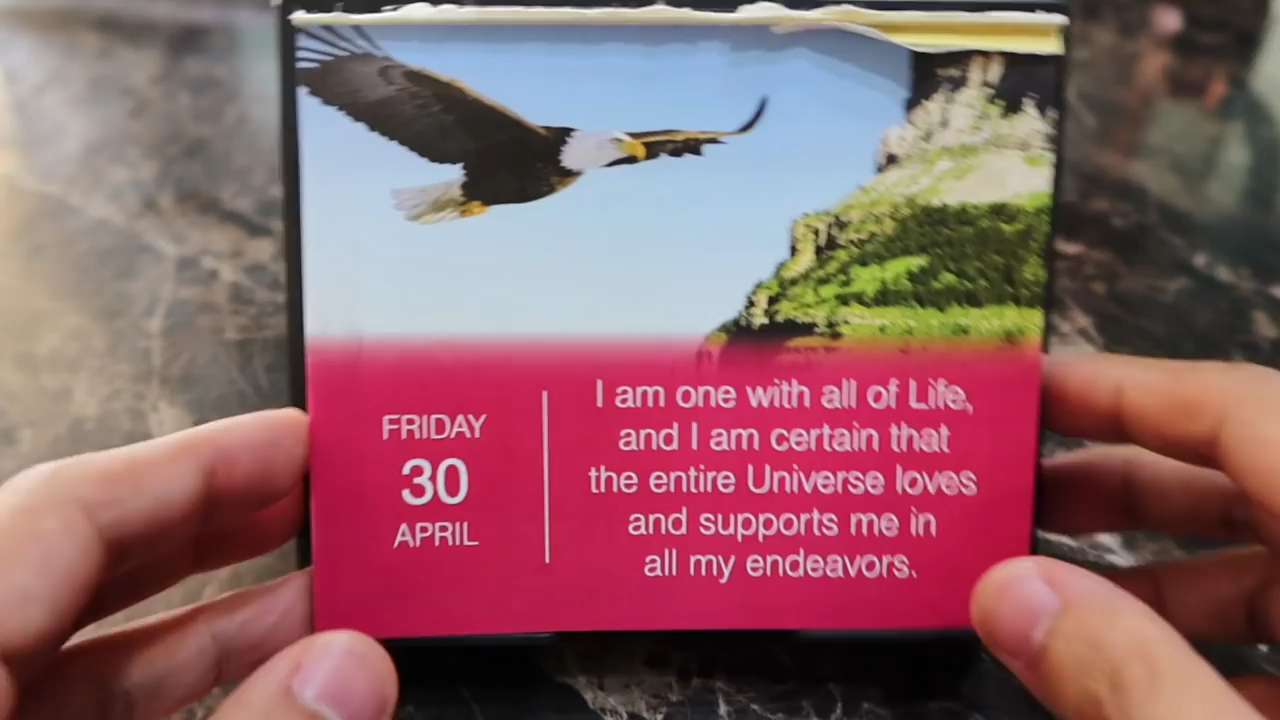 FRIDAY
30
APRIL
I am one with all of Life,
and I am certain that
the entire Universe loves
and supports me in
all my endeavors.